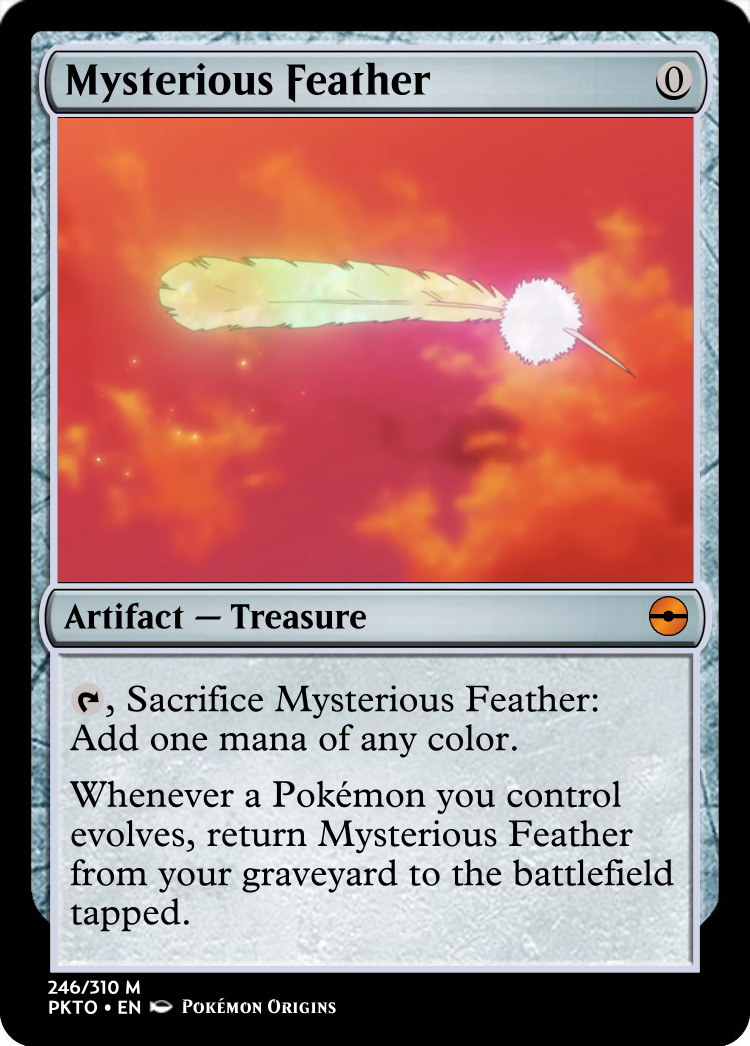 Mysterious Feather
0
Artifact — Treasure
, Sacrifice Mysterious Feather:
Add one mana of any color.
Whenever a Pokémon you control
evolves, return Mysterious Feather
from your graveyard to the battlefield
tapped.
246/310 M
PKTO • EN Pokémon Origins